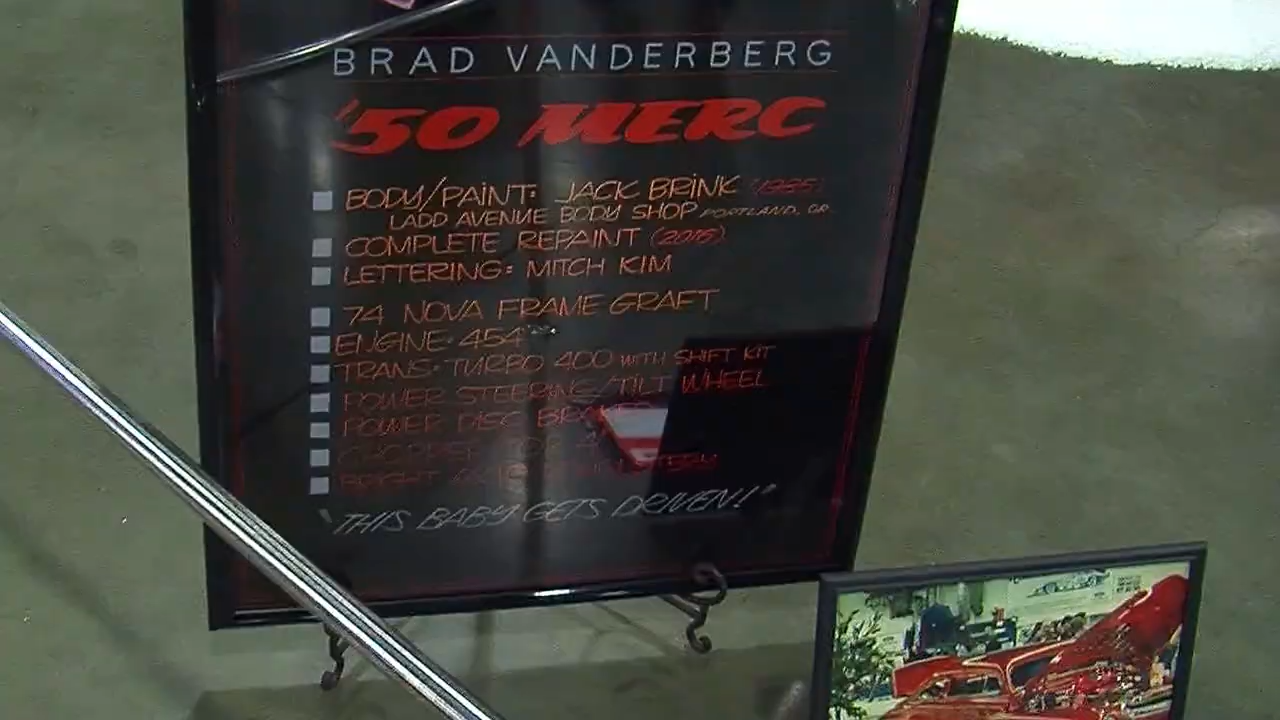 BRAD VANDERBERG
'50 MERC
BODY/PAINT: JACK BRINK (1985)
LADD AVENUE BODY SHOP PORTLAND, OR.
COMPLETE REPAINT (2015)
LETTERING: MITCH KIM
74 NOVA FRAME GRAFT
ENGINE· 454
TRANS· TURBO 400 WITH SHIFT KIT
POWER STEERING/TILT WHEEL
POWER DISC
"THIS BABY GETS DRIVEN!"